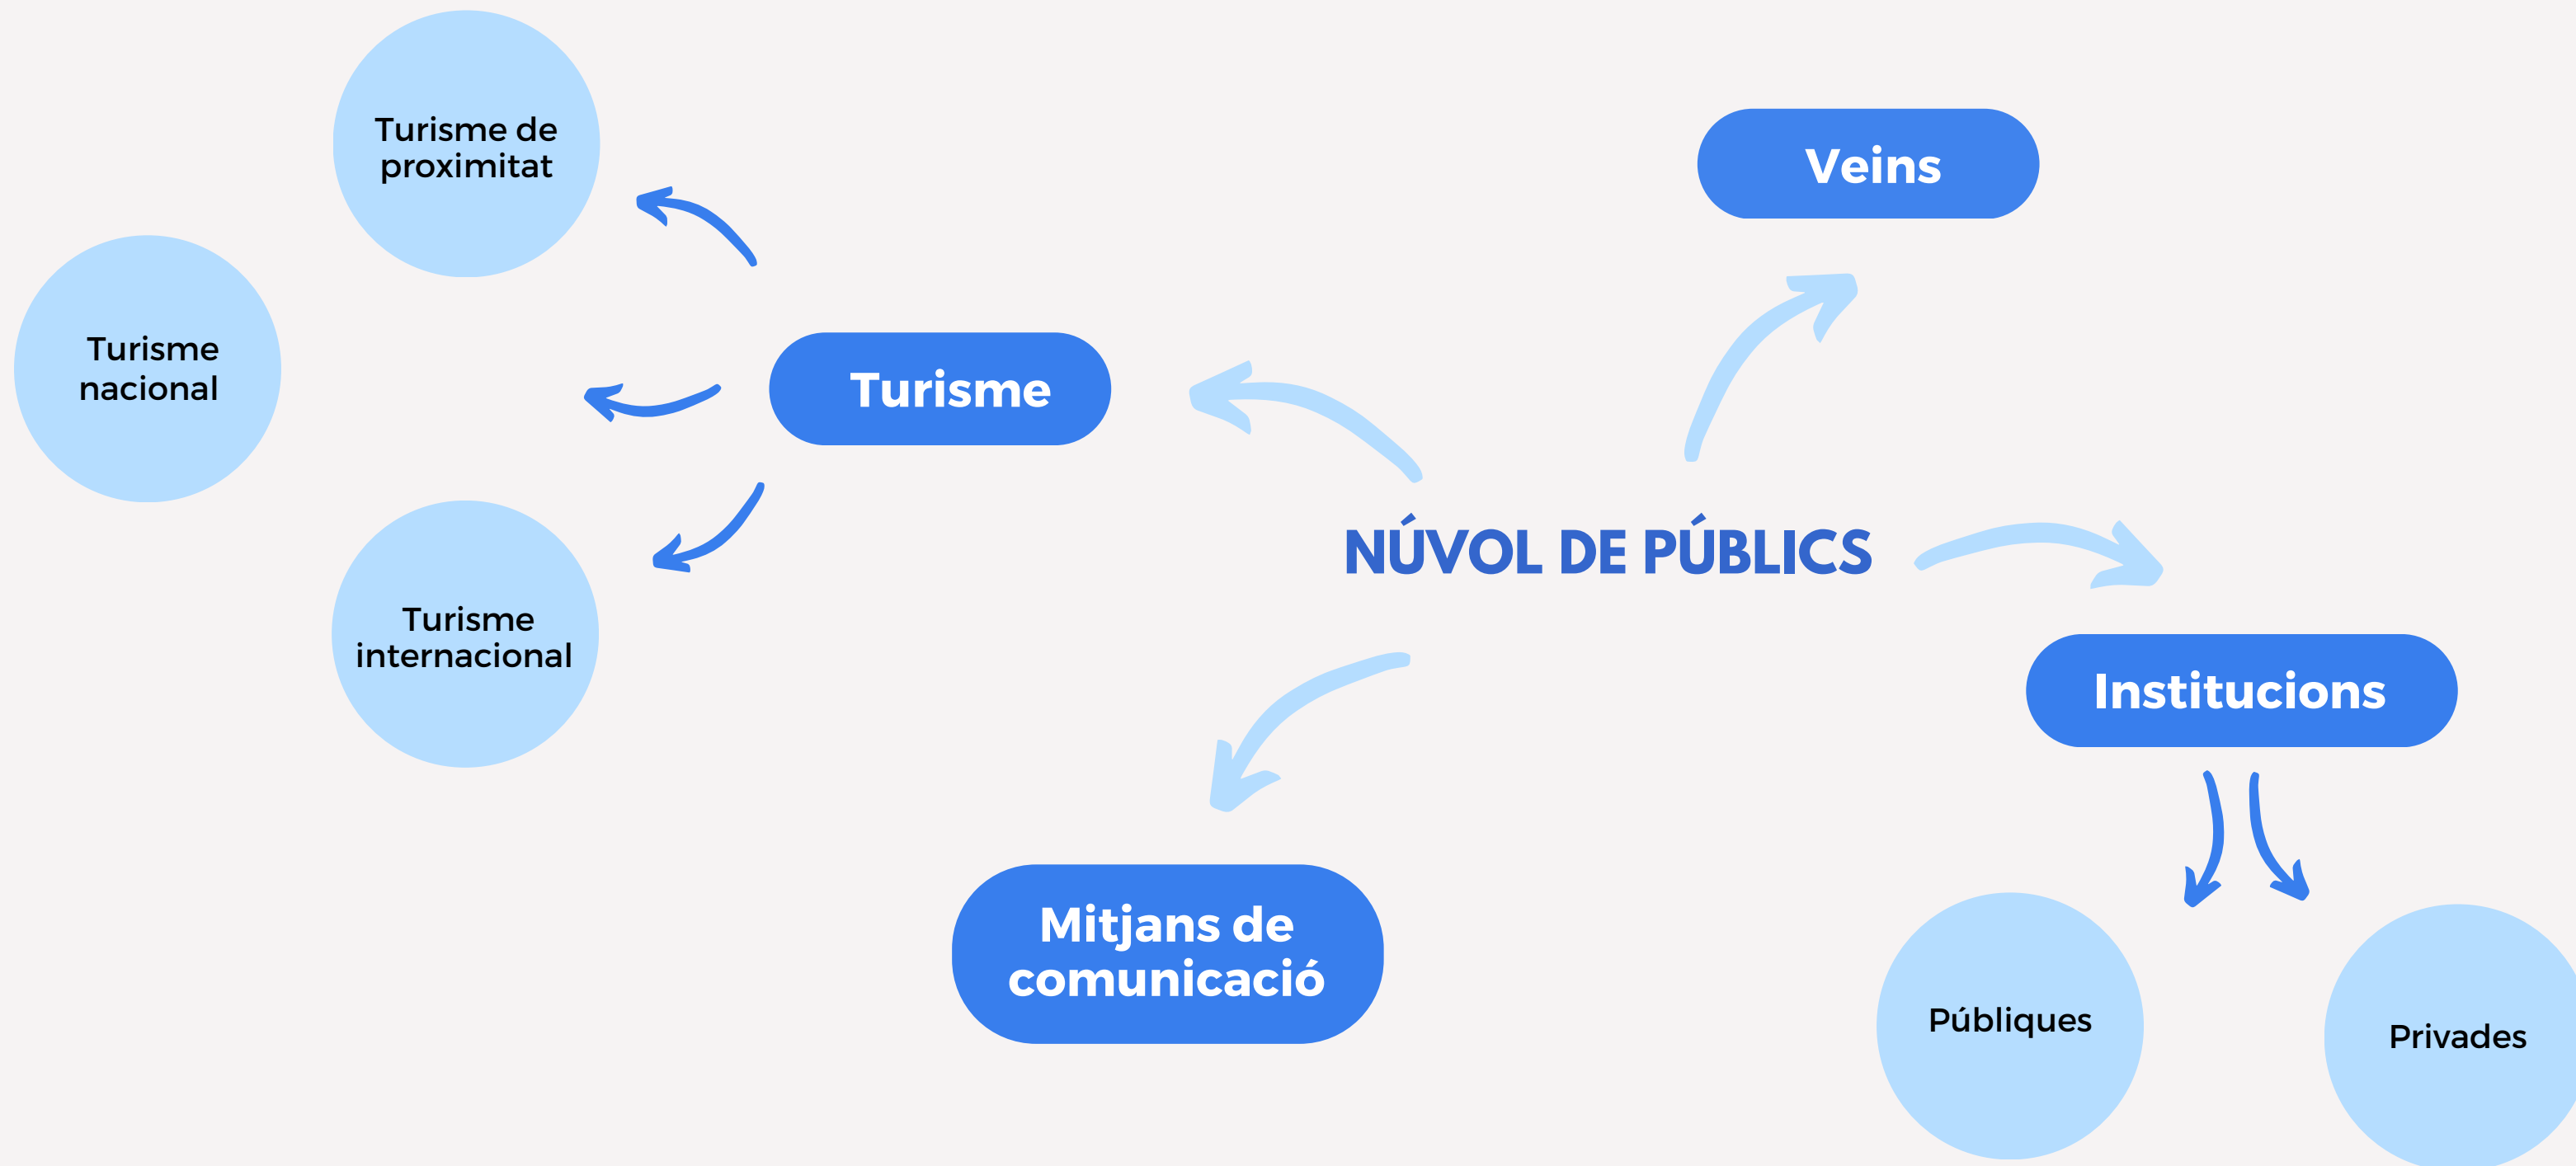 Turisme de
proximitat
Veins
Turisme
nacional
Turisme
NÚVOL DE PÚBLICS
Turisme
internacional
Institucions
Mitjans de
comunicació
Públiques
Privades